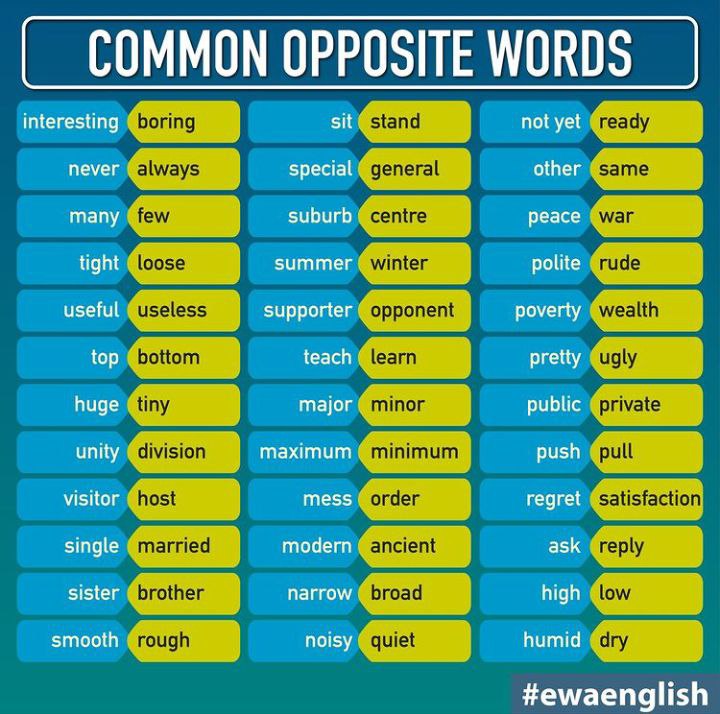 COMMON OPPOSITE WORDS
interesting boring
never always
many few
tight loose
useful useless
top bottom
huge tiny
unity division
visitor host
single married
sister brother
smooth rough
sit stand
special general
suburb centre
summer winter
supporter opponent
teach learn
major minor
maximum minimum
mess order
modern ancient
narrow broad
noisy quiet
not yet ready
other same
peace war
polite rude
poverty wealth
pretty ugly
public private
push pull
regret satisfaction
ask reply
high low
humid dry
#ewaenglish